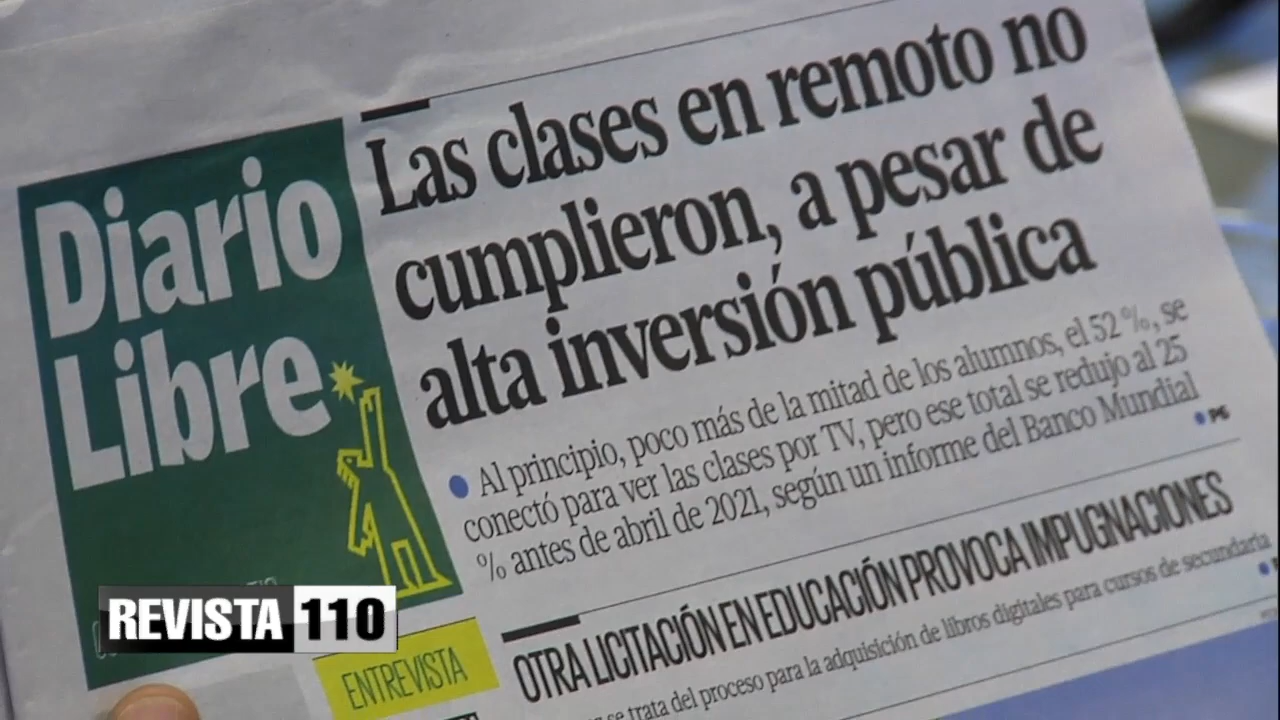 Diario
Libre
Las clases en remoto no
cumplieron, a pesar de
alta inversión pública
Al principio, poco más de la mitad de los alumnos, el 52 %, se
conectó para ver las clases por TV, pero ese total se redujo al 25
% antes de abril de 2021, según un informe del Banco Mundial
P6
OTRA LICITACIÓN EN EDUCACIÓN PROVOCA IMPUGNACIONES
se trata del proceso para la adquisición de libros digitales para cursos de secundaria
ENTREVISTA
REVISTA 110